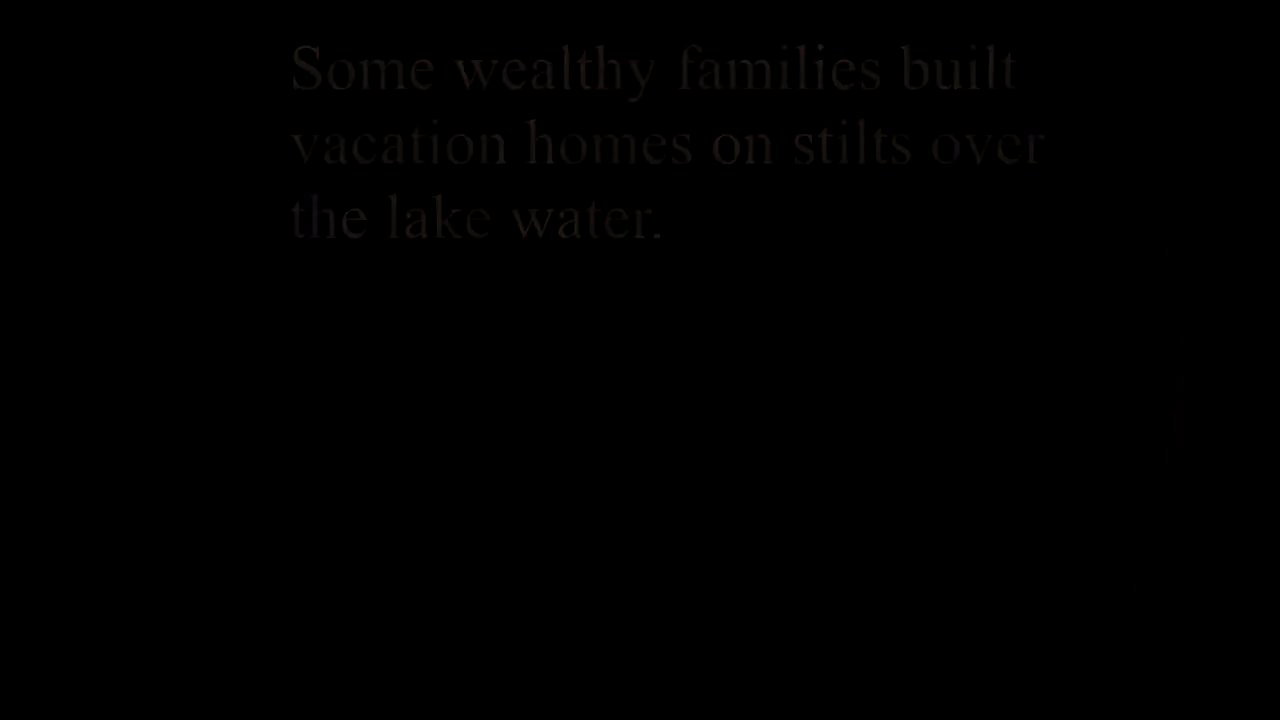 Some wealthy families built
vacation homes on stilts over
the lake water.